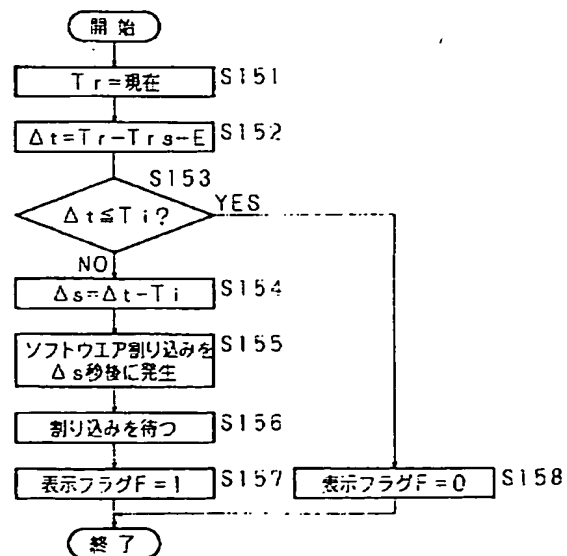 開始
Tr=現在 S151
Δt=Tr-Trs-E S152
S153
Δt≦Ti? YES
NO
Δs=Δt-Ti S154
ソフトウエア割り込みを S155
Δs秒後に発生
割り込みを待つ S156
表示フラグF=1 S157
表示フラグF=0 S158
終了